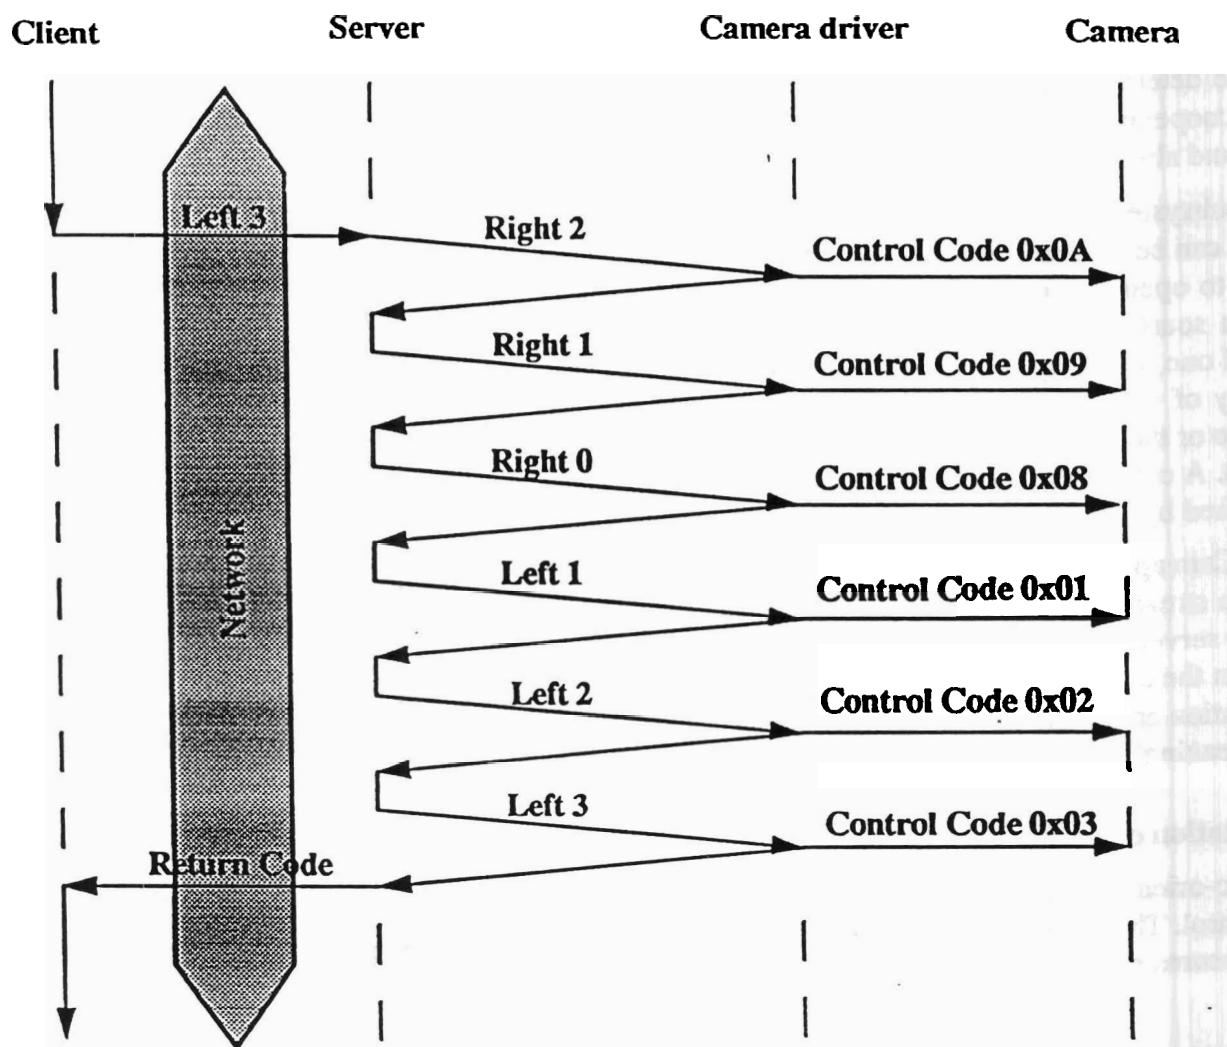 Client Server Camera driver Camera
Left 3
Right 2
Control Code 0x0A
Right 1
Control Code 0x09
Right 0
Control Code 0x08
Network
Left 1
Control Code 0x01
Left 2
Control Code 0x02
Left 3
Control Code 0x03
Return Code